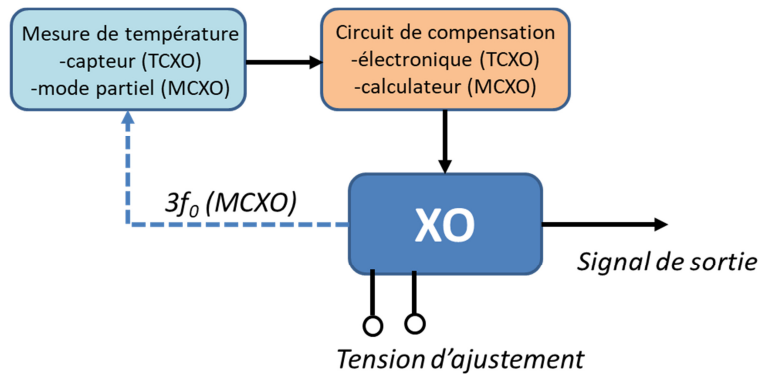 Mesure de température
-capteur (TCXO)
-mode partiel (MCXO)
Circuit de compensation
-électronique (TCXO)
-calculateur (MCXO)
3f₀ (MCXO)
XO
Signal de sortie
Tension d'ajustement